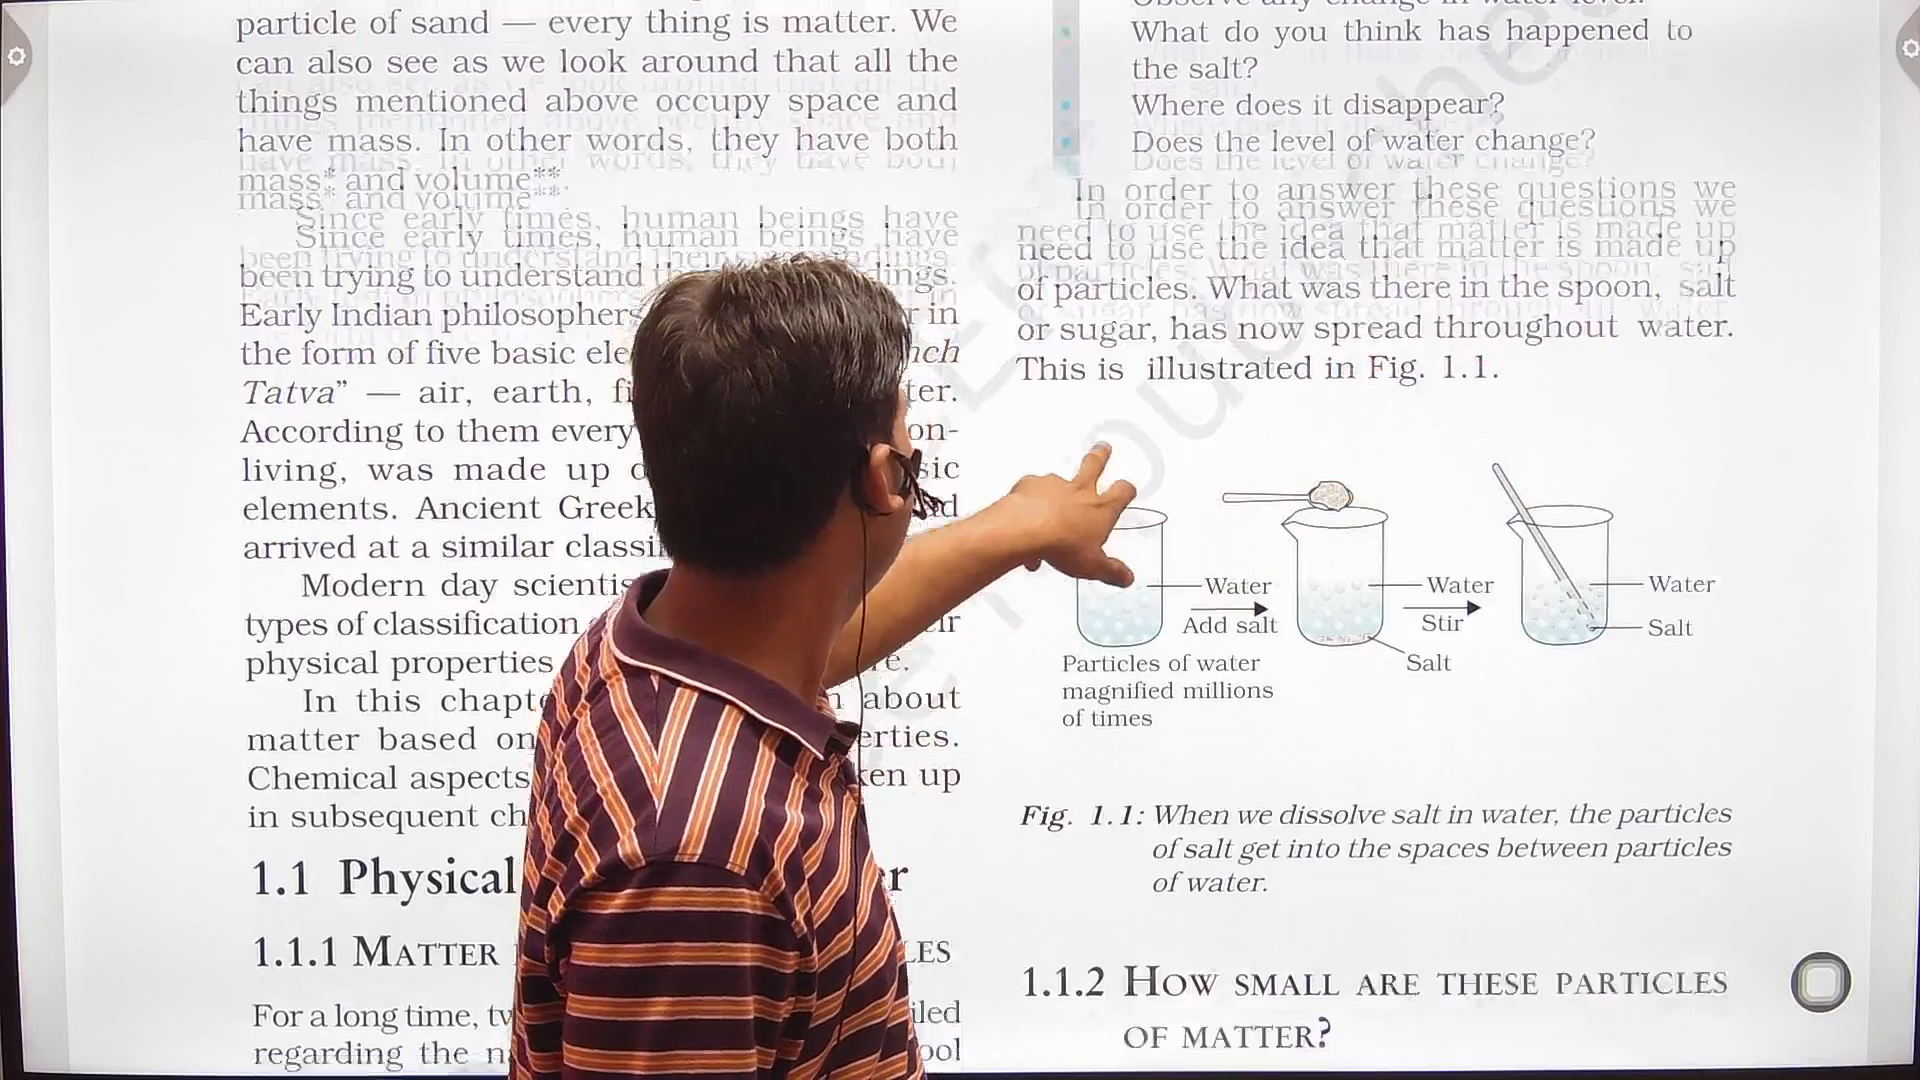 particle of sand — every thing is matter. We
can also see as we look around that all the
things mentioned above occupy space and
have mass. In other words, they have both
mass* and volume**.
Since early times, human beings have
been trying to understand
Early Indian philosophers in
the form of five basic
Tatva” — air, earth,
According to them every
living, was made up
elements. Ancient Greek
arrived at a similar
Modern day
types of classification
physical properties
In this about
matter based on
Chemical aspects up
in subsequent
1.1 Physical
1.1.1 MATTER
For a long time,
regarding the
What do you think has happened to
the salt?
Where does it disappear?
Does the level of water change?
In order to answer these questions we
need to use the idea that matter is made up
of particles. What was there in the spoon, salt
or sugar, has now spread throughout water.
This is illustrated in Fig. 1.1.
Water
Add salt
Water
Stir
Salt
Water
Salt
Particles of water
magnified millions
of times
Fig. 1.1: When we dissolve salt in water, the particles
of salt get into the spaces between particles
of water.
1.1.2 HOW SMALL ARE THESE PARTICLES
OF MATTER?